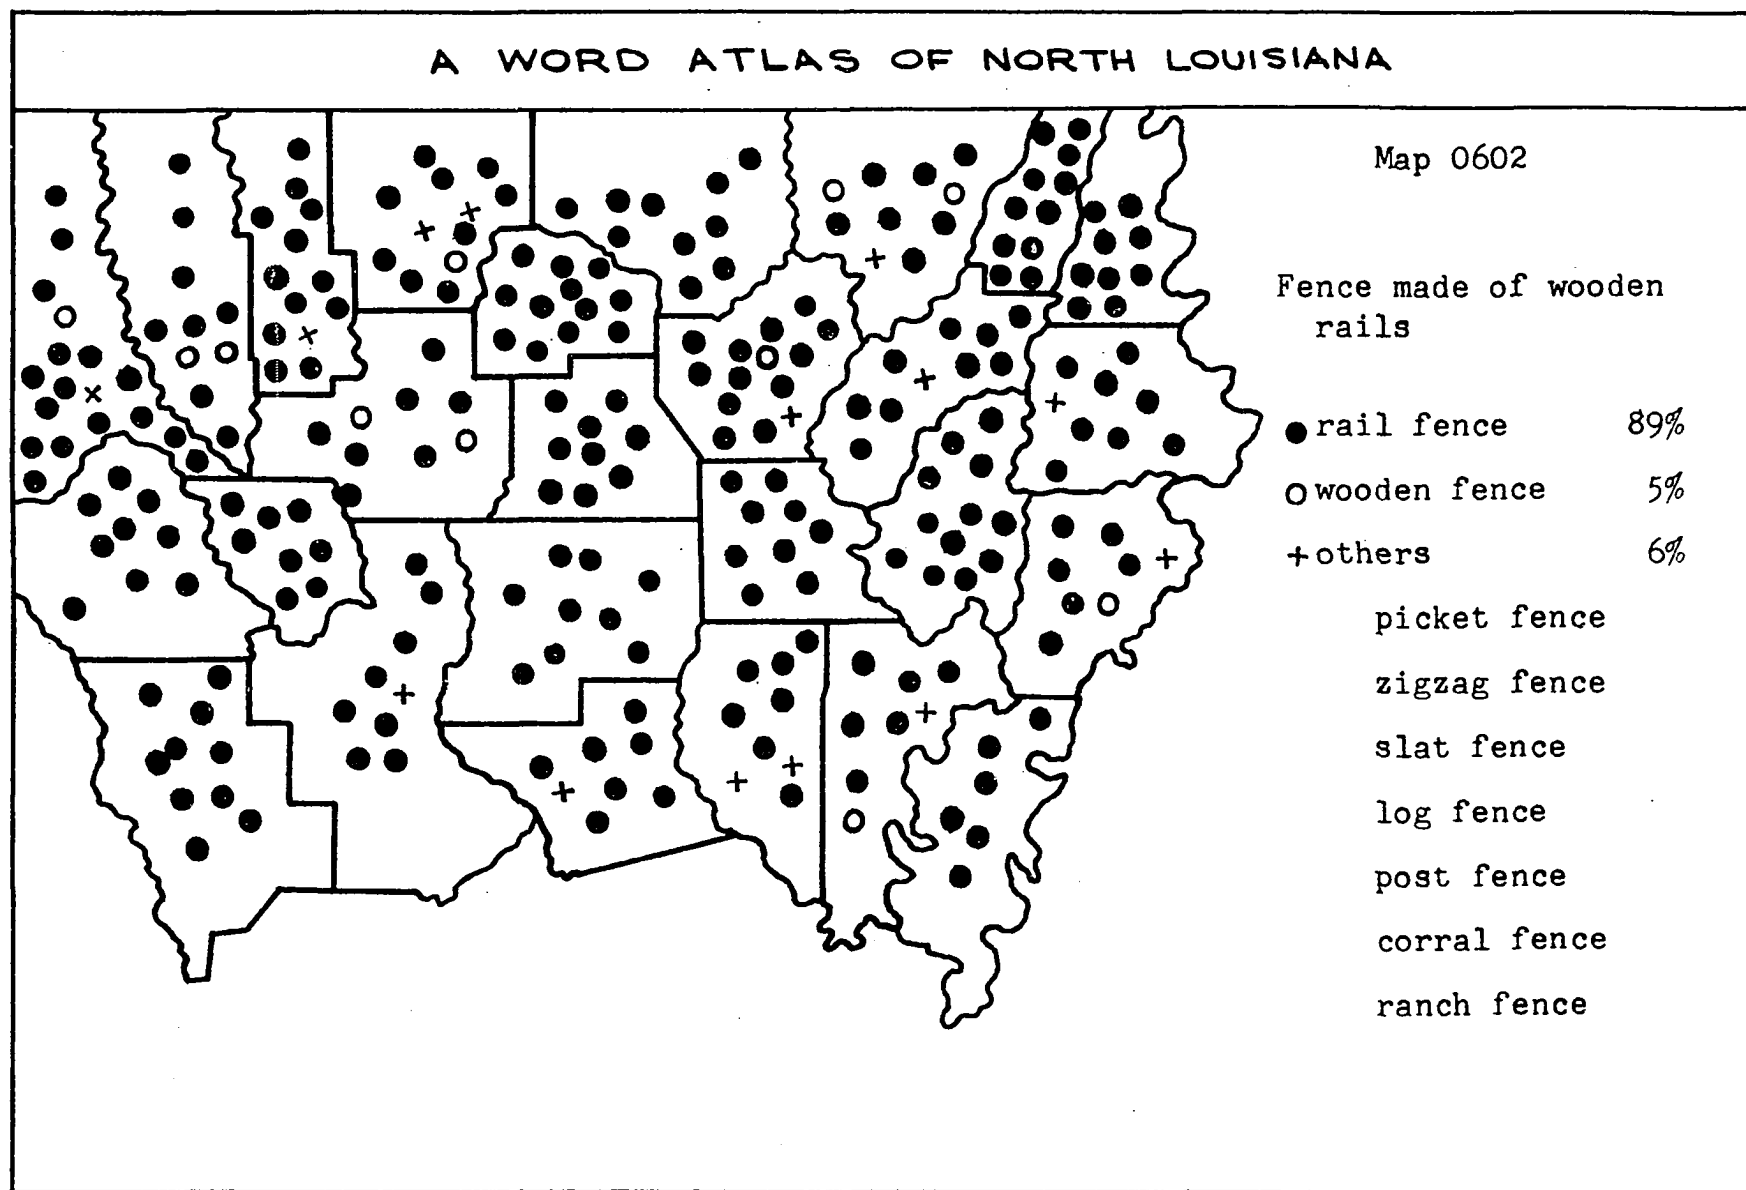 A WORD ATLAS OF NORTH LOUISIANA
Map 0602
Fence made of wooden
rails
rail fence 89%
wooden fence 5%
+others 6%
picket fence
zigzag fence
slat fence
log fence
post fence
corral fence
ranch fence